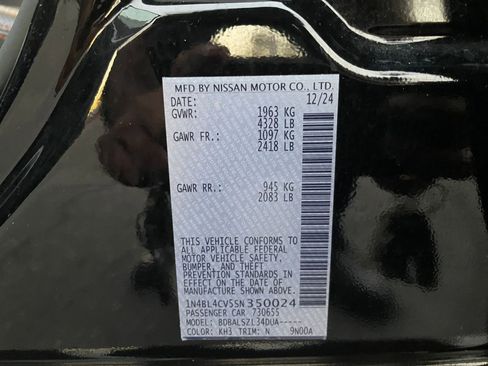 MFD BY NISSAN MOTOR CO., LTD.
DATE: 12/24
GVWR: 1963 KG
4328 LB
GAWR FR.: 1097 KG
2418 LB
GAWR RR.: 945 KG
2083 LB
THIS VEHICLE CONFORMS TO
ALL APPLICABLE FEDERAL
MOTOR VEHICLE SAFETY,
BUMPER, AND THEFT
PREVENTION STANDARDS IN
EFFECT ON THE DATE OF
MANUFACTURE SHOWN ABOVE.
1N4BL4CV5SN350024
PASSENGER CAR 730655
MODEL: BDBALSZL34DUA-----
COLOR: KH3 TRIM: N 9N00A